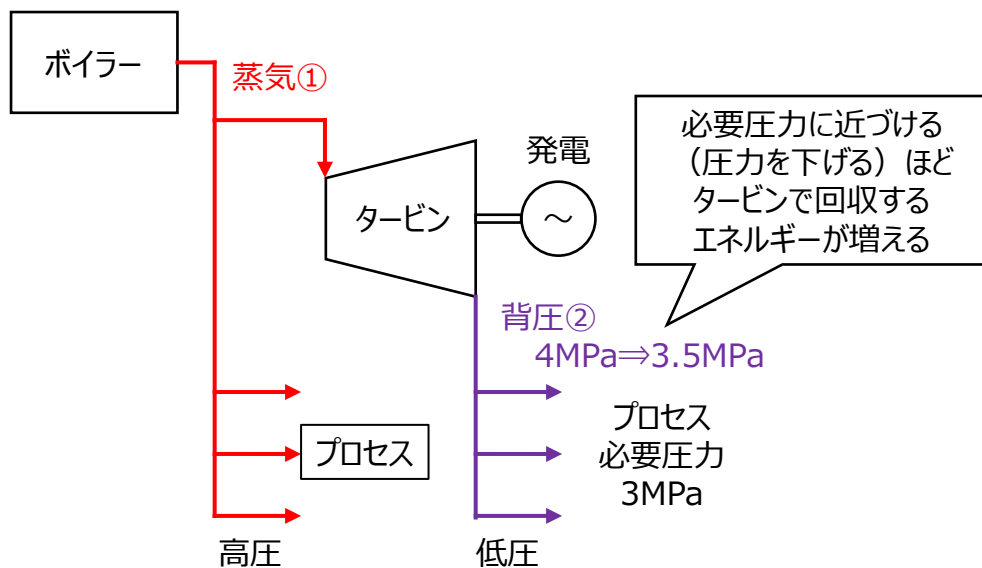 ボイラー
蒸気①
タービン
発電
～
必要圧力に近づける
（圧力を下げる）ほど
タービンで回収する
エネルギーが増える
背圧②
4MPa⇒3.5MPa
プロセス
プロセス
必要圧力
3MPa
高圧
低圧